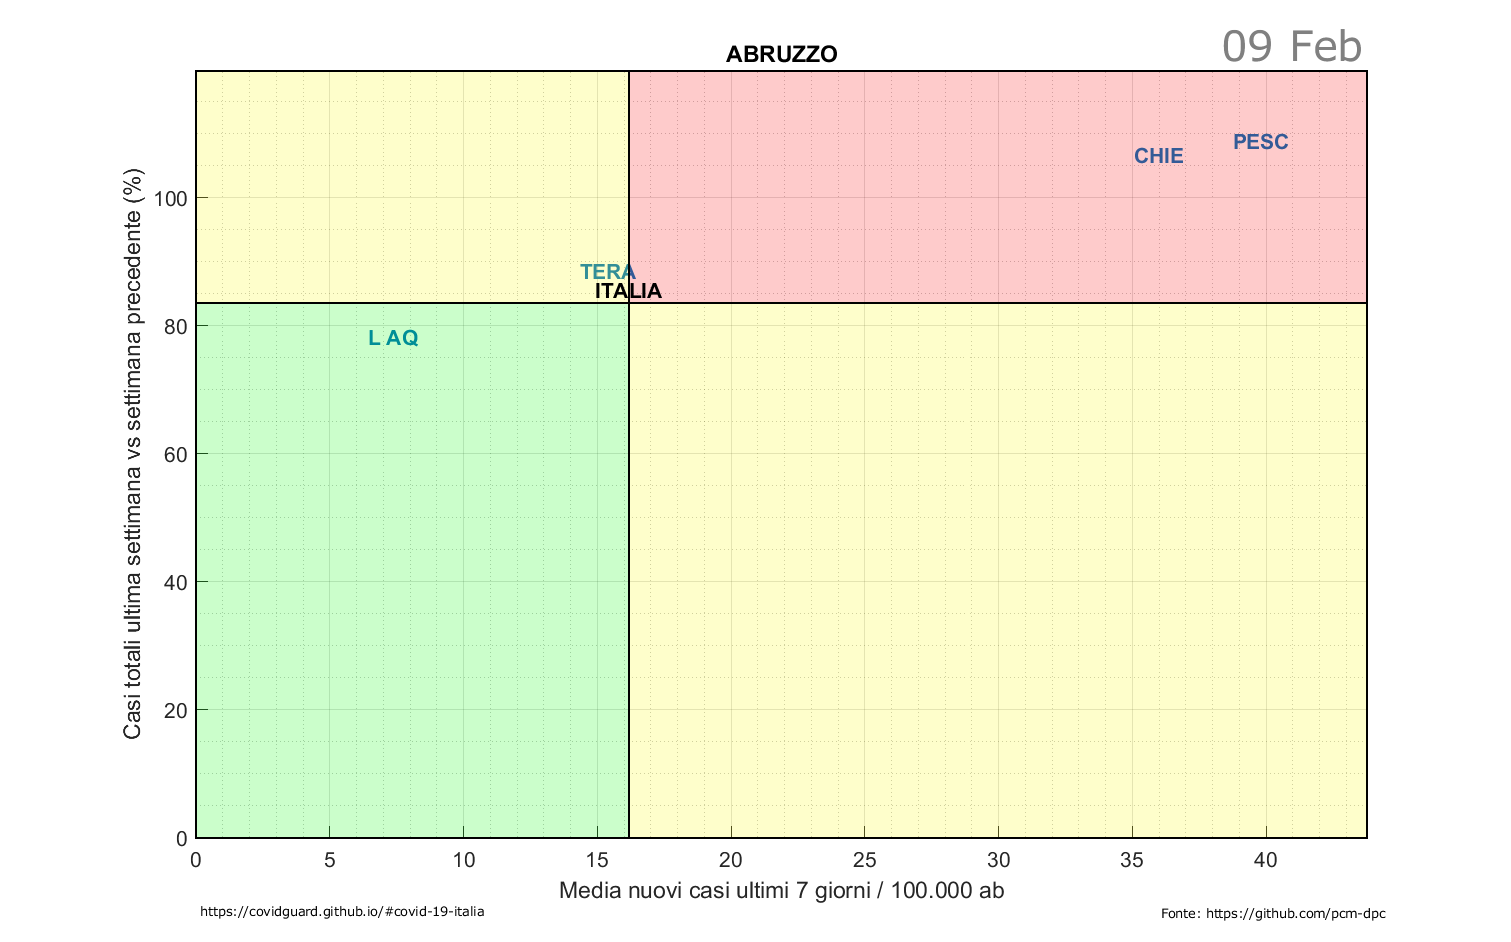 ABRUZZO
09 Feb
Casi totali ultima settimana vs settimana precedente (%)
100
80
60
40
20
0
PESC
CHIE
TERA
ITALIA
L AQ
0 5 10 15 20 25 30 35 40
Media nuovi casi ultimi 7 giorni / 100.000 ab
https://covidguard.github.io/#covid-19-italia
Fonte: https://github.com/pcm-dpc